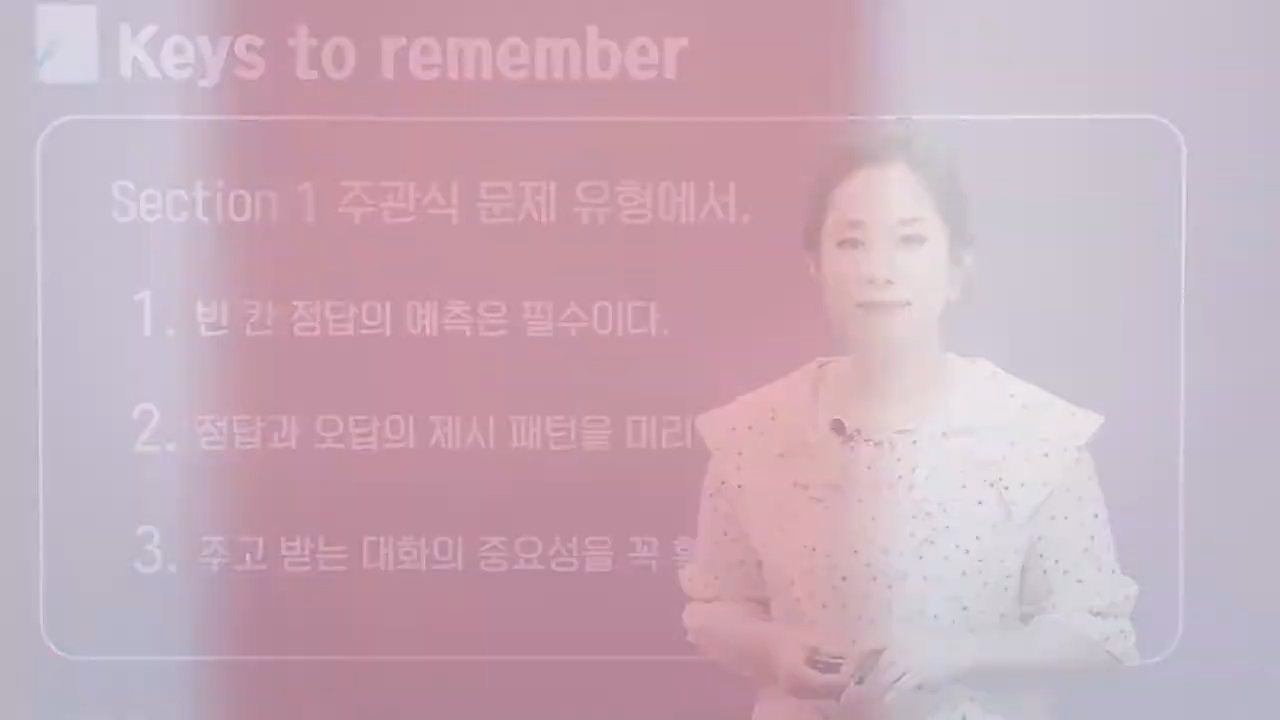 Keys to remember
Section 1 주관식 문제 유형에서,
1. 빈 칸 정답의 예측은 필수이다.
2. 정답과 오답의 제시 패턴을 미리
3. 주고 받는 대화의 중요성을 꼭